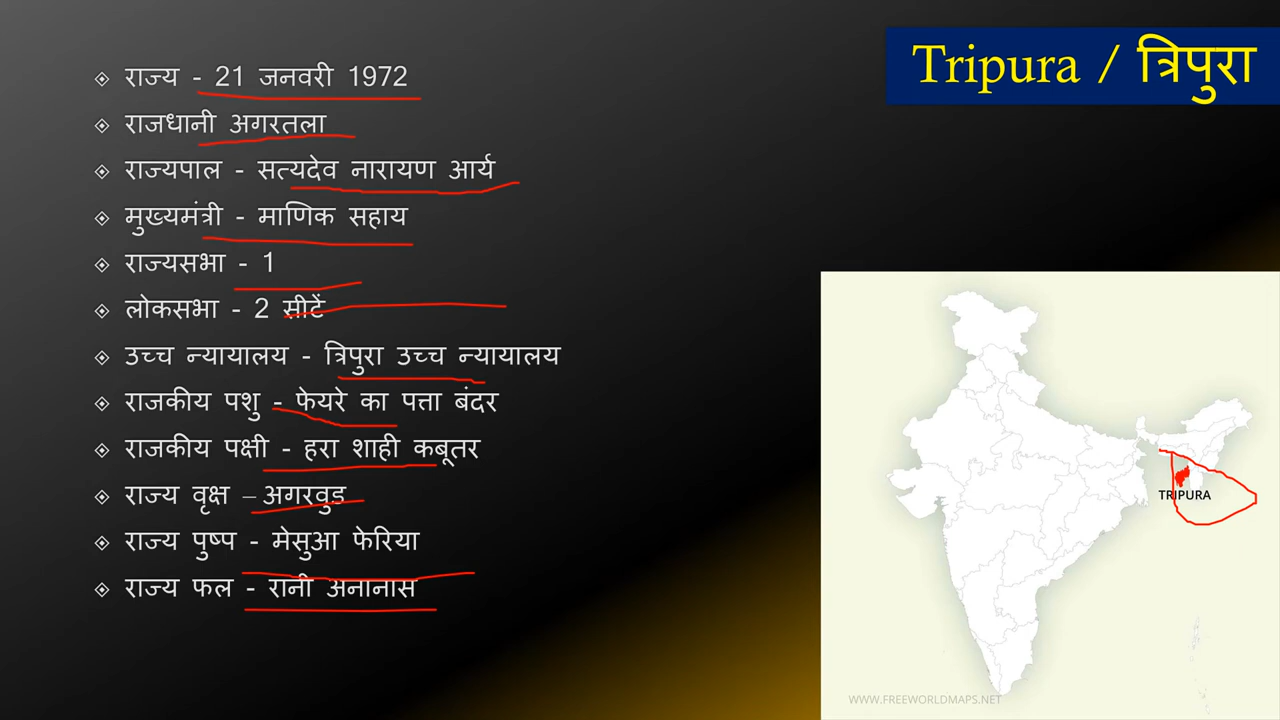 Tripura / त्रिपुरा
राज्य - 21 जनवरी 1972
राजधानी अगरतला
राज्यपाल - सत्यदेव नारायण आर्य
मुख्यमंत्री - माणिक सहाय
राज्यसभा - 1
लोकसभा - 2 सीटें
उच्च न्यायालय - त्रिपुरा उच्च न्यायालय
राजकीय पशु - फेयरे का पत्ता बंदर
राजकीय पक्षी - हरा शाही कबूतर
राज्य वृक्ष – अगरवुड
राज्य पुष्प - मेसुआ फेरिया
राज्य फल - रानी अनानास
TRIPURA
WWW.FREEWORLDMAPS.NET